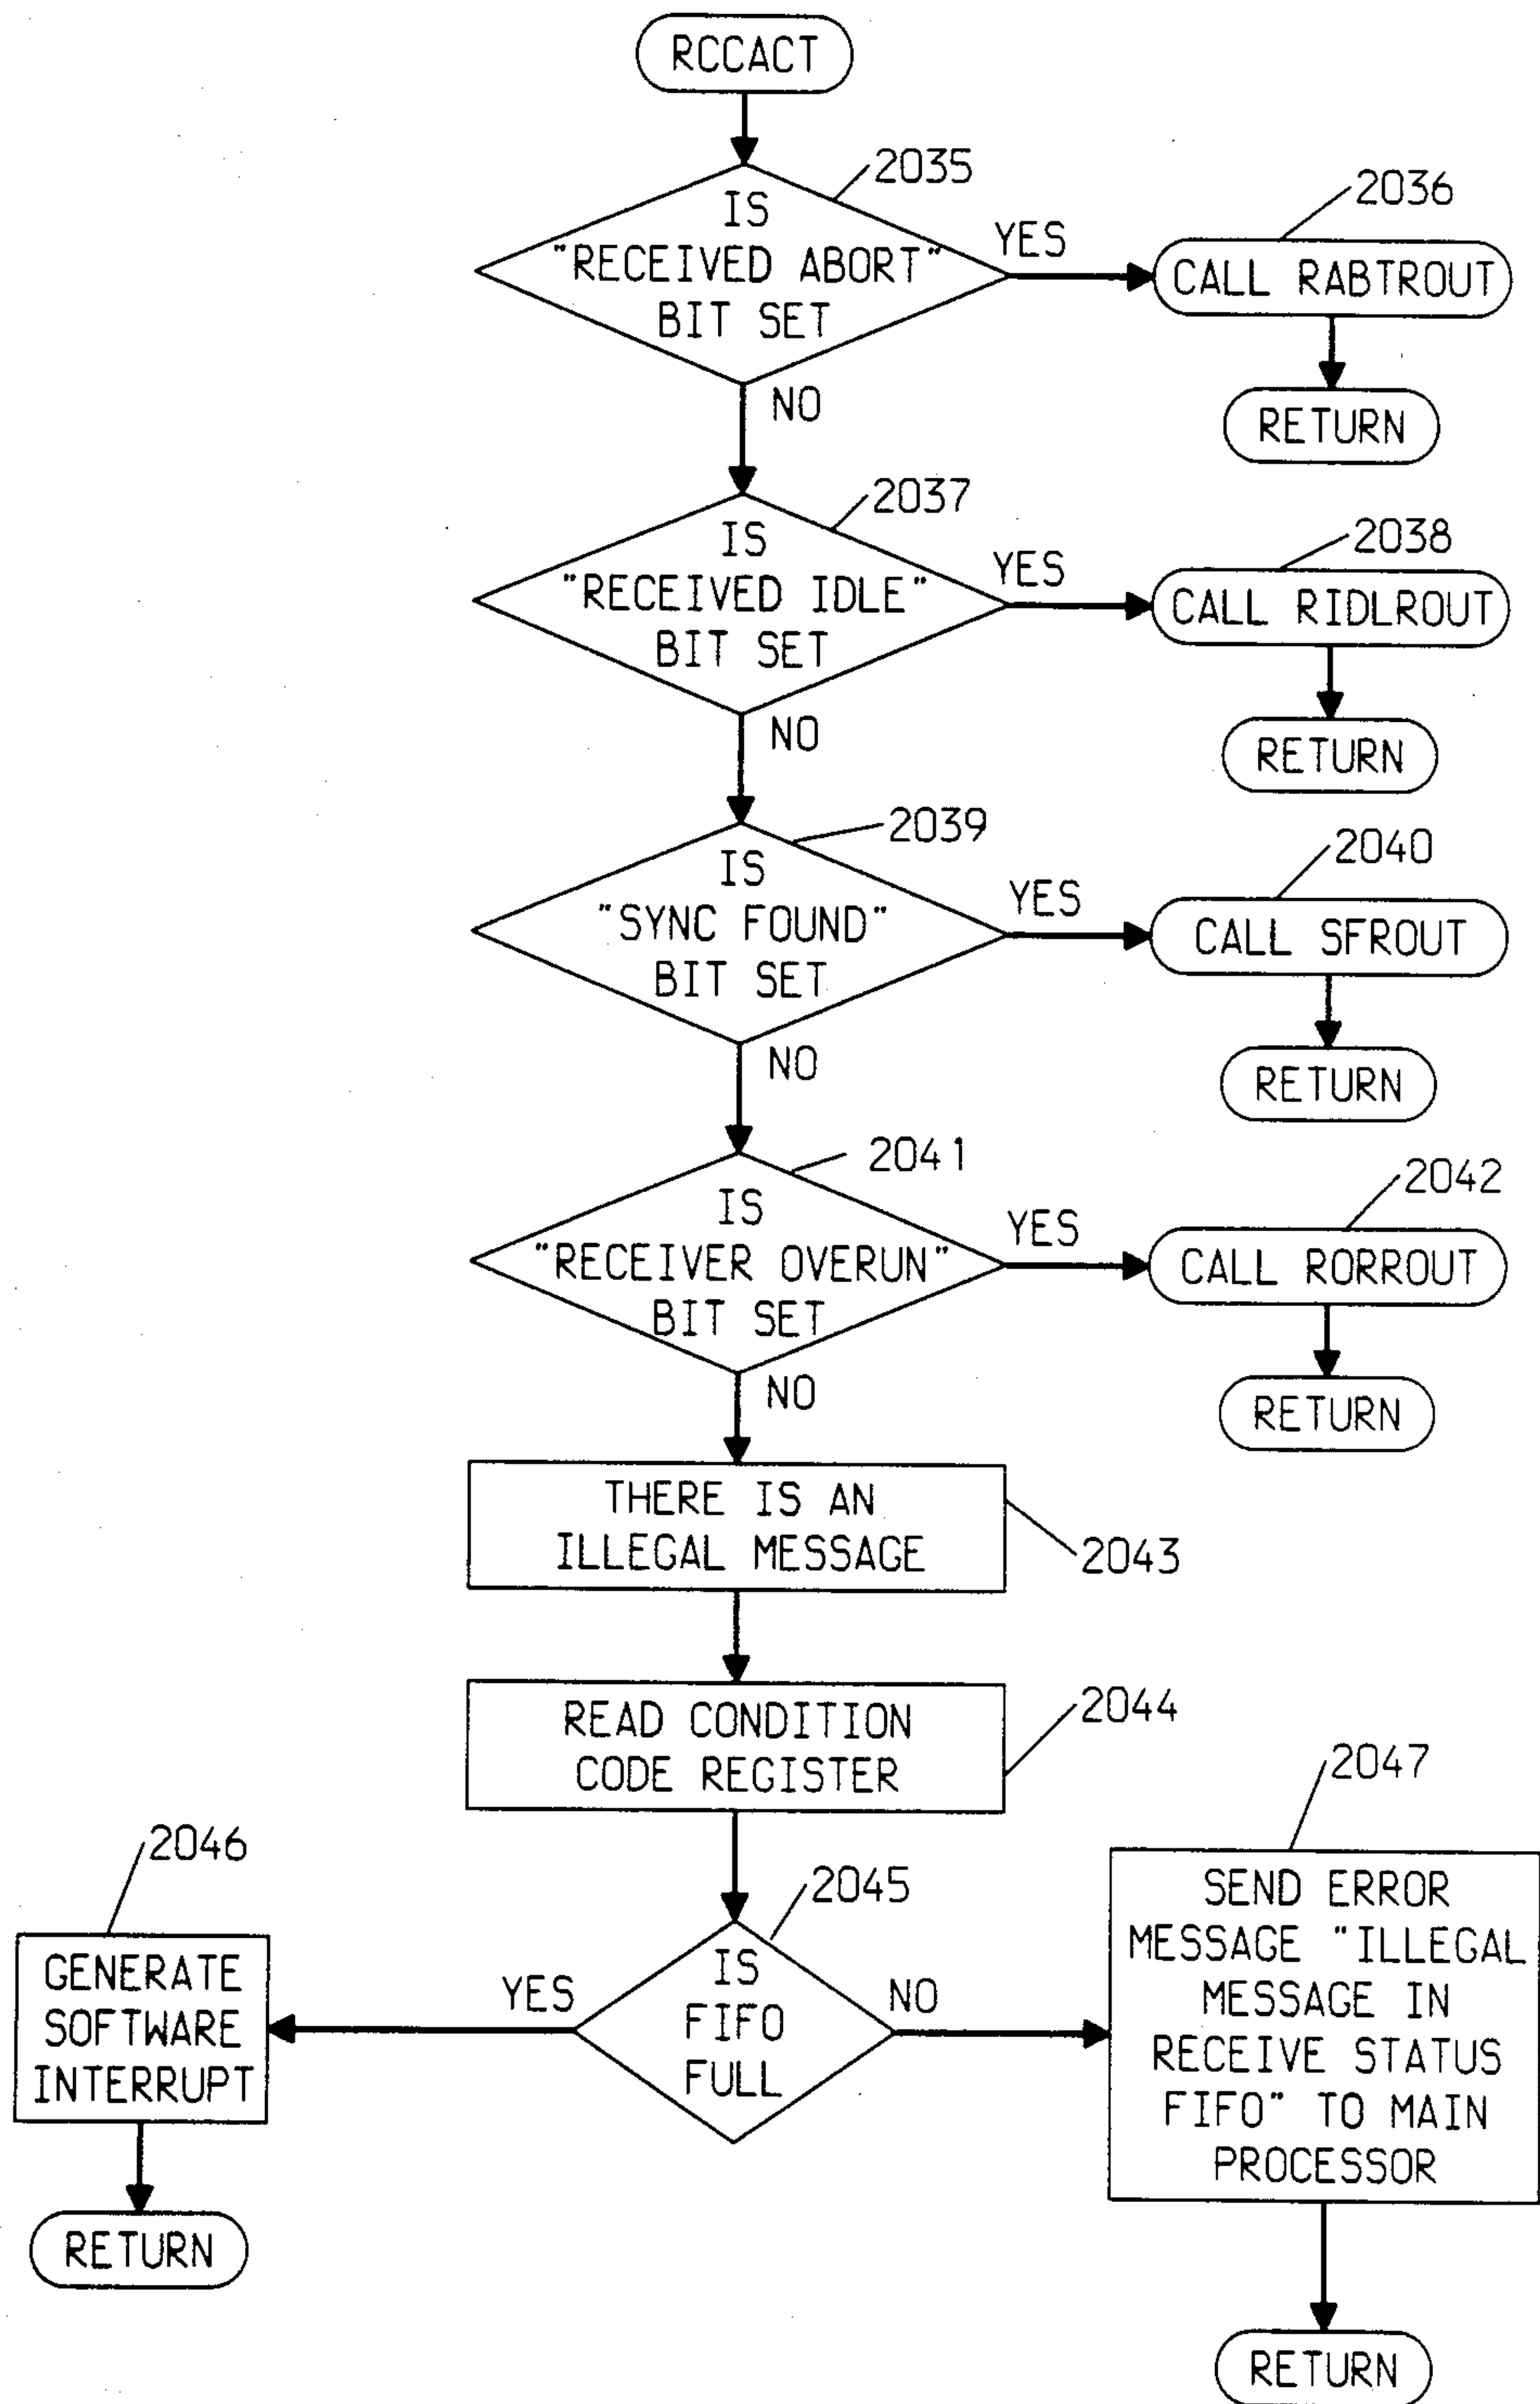 RCCACT
2035
IS
"RECEIVED ABORT"
BIT SET
YES
2036
CALL RABTROUT
RETURN
NO
2037
IS
"RECEIVED IDLE"
BIT SET
YES
2038
CALL RIDLROUT
RETURN
NO
2039
IS
"SYNC FOUND"
BIT SET
YES
2040
CALL SFROUT
RETURN
NO
2041
IS
"RECEIVER OVERUN"
BIT SET
YES
2042
CALL RORROUT
RETURN
NO
THERE IS AN
ILLEGAL MESSAGE
2043
READ CONDITION
CODE REGISTER
2044
2045
IS
FIFO
FULL
YES
2046
GENERATE
SOFTWARE
INTERRUPT
RETURN
NO
2047
SEND ERROR
MESSAGE "ILLEGAL
MESSAGE IN
RECEIVE STATUS
FIFO" TO MAIN
PROCESSOR
RETURN